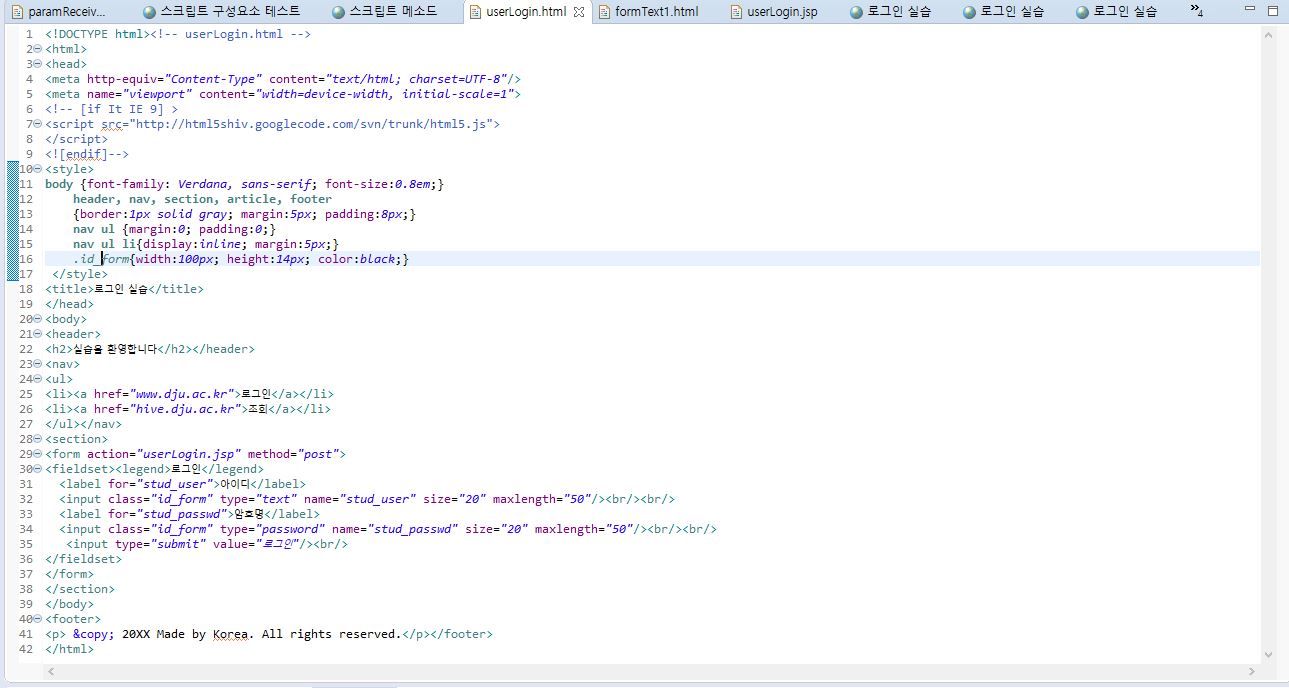 paramReceiv... 스크립트 구성요소 테스트 스크립트 메소드 userLogin.html formText1.html userLogin.jsp 로그인 실습 로그인 실습 로그인 실습 »4
1 <!DOCTYPE html><!-- userLogin.html -->
2 <html>
3 <head>
4 <meta http-equiv="Content-Type" content="text/html; charset=UTF-8"/>
5 <meta name="viewport" content="width=device-width, initial-scale=1">
6 <!-- [if It IE 9] >
7 <script src="http://html5shiv.googlecode.com/svn/trunk/html5.js">
8 </script>
9 <![endif]-->
10 <style>
11 body {font-family: Verdana, sans-serif; font-size:0.8em;}
12 header, nav, section, article, footer
13 {border:1px solid gray; margin:5px; padding:8px;}
14 nav ul {margin:0; padding:0;}
15 nav ul li{display:inline; margin:5px;}
16 .id_form{width:100px; height:14px; color:black;}
17 </style>
18 <title>로그인 실습</title>
19 </head>
20 <body>
21 <header>
22 <h2>실습을 환영합니다</h2></header>
23 <nav>
24 <ul>
25 <li><a href="www.dju.ac.kr">로그인</a></li>
26 <li><a href="hive.dju.ac.kr">조회</a></li>
27 </ul></nav>
28 <section>
29 <form action="userLogin.jsp" method="post">
30 <fieldset><legend>로그인</legend>
31 <label for="stud_user">아이디</label>
32 <input class="id_form" type="text" name="stud_user" size="20" maxlength="50"/><br/><br/>
33 <label for="stud_passwd">암호명</label>
34 <input class="id_form" type="password" name="stud_passwd" size="20" maxlength="50"/><br/><br/>
35 <input type="submit" value="로그인"/><br/>
36 </fieldset>
37 </form>
38 </section>
39 </body>
40 <footer>
41 <p> &copy; 20XX Made by Korea. All rights reserved.</p></footer>
42 </html>